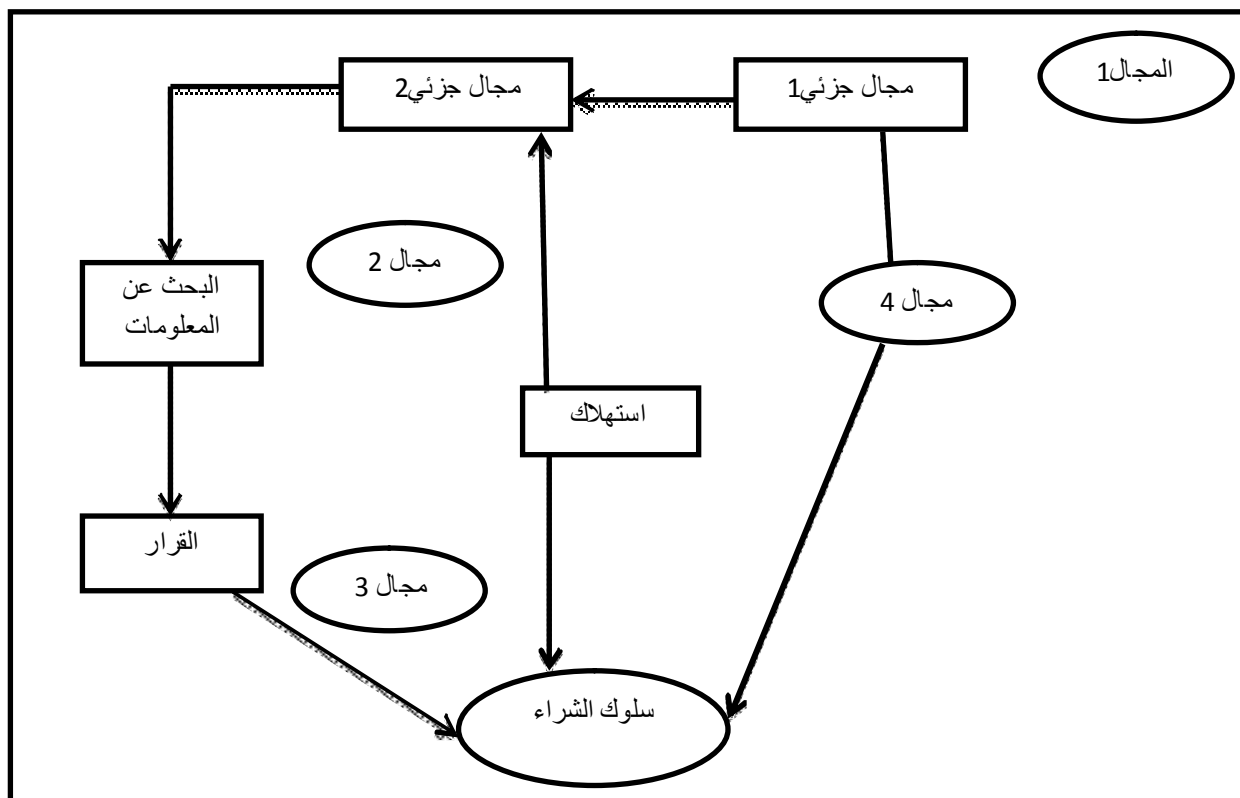 المجال1
مجال جزئي1
مجال جزئي2
مجال 2
مجال 4
البحث عن
المعلومات
استهلاك
القرار
مجال 3
سلوك الشراء